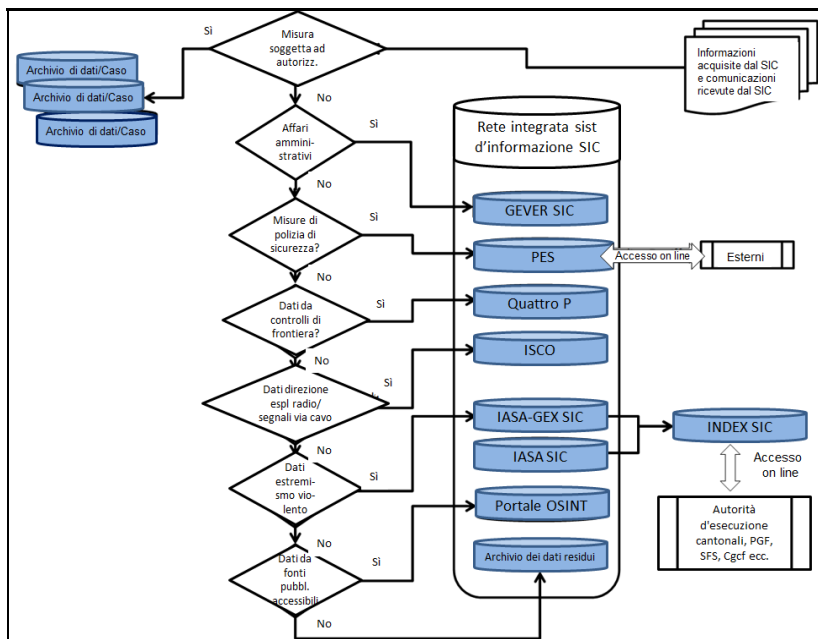 Sì
Misura
soggetta ad
autorizz.
Informazioni
acquisite dal SIC
e comunicazioni
ricevute dal SIC
Archivio di dati/Caso
Archivio di dati/Caso
Archivio di dati/Caso
No
Affari
ammini-
strativi
Sì
Rete integrata sist
d'informazione SIC
No
GEVER SIC
Misure di
polizia di
sicurezza?
Sì
PES
Accesso on line
Esterni
No
Dati da
controlli di
frontiera?
Sì
Quattro P
No
ISCO
Dati direzione
espl radio/
segnali via cavo
Sì
IASA-GEX SIC
INDEX SIC
No
IASA SIC
Accesso
on line
Dati
estremi-
smo vio-
lento
Sì
Portale OSINT
Autorità
d'esecuzione
cantonali, PGF,
SFS, Cgcf ecc.
No
Dati da
fonti
pubbl.
accessibili
Sì
Archivio dei dati residui
No